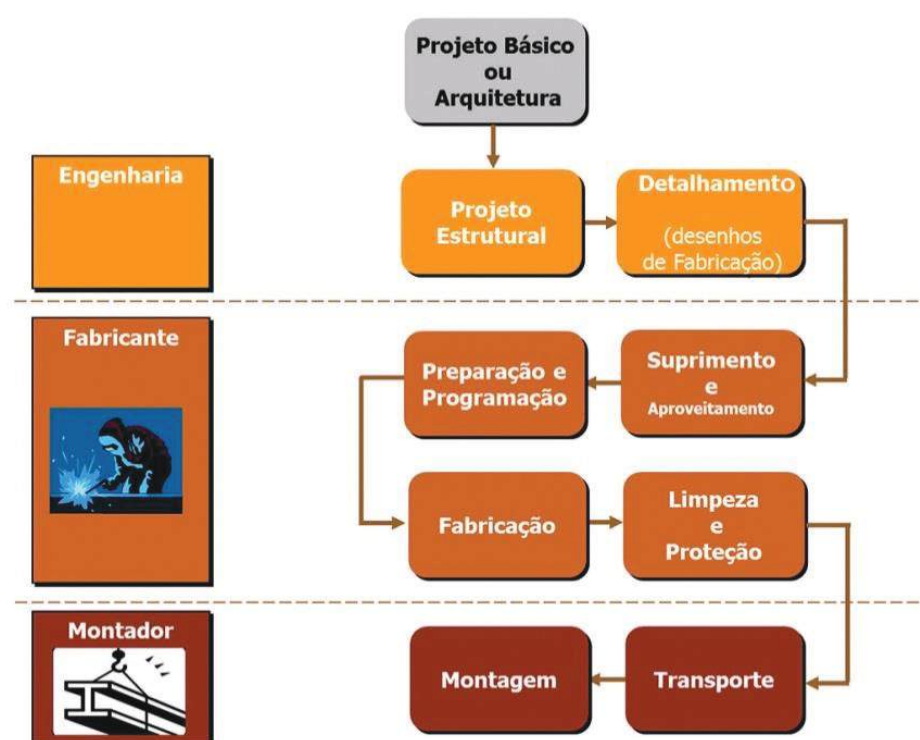 Projeto Básico
ou
Arquitetura
Engenharia
Projeto
Estrutural
Detalhamento
(desenhos
de Fabricação)
Fabricante
Preparação e
Programação
Suprimento
e
Aproveitamento
Fabricação
Limpeza
e
Proteção
Montador
Montagem
Transporte